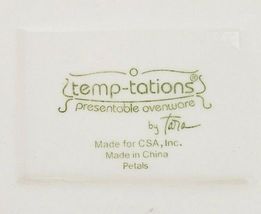 temp-tations®
presentable ovenware
by Tara
Made for CSA, Inc.
Made in China
Petals